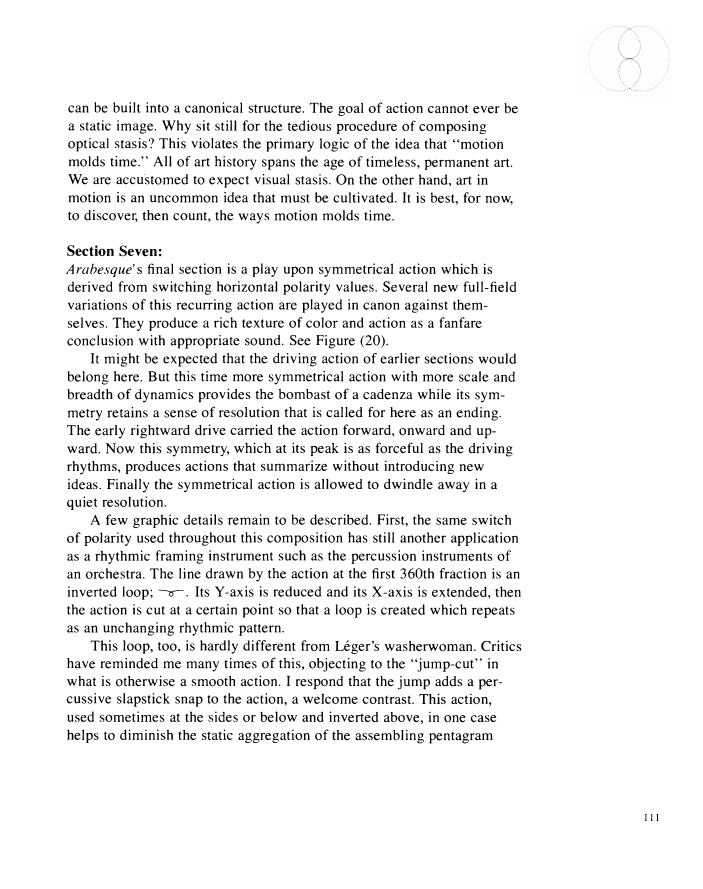 can be built into a canonical structure. The goal of action cannot ever be
a static image. Why sit still for the tedious procedure of composing
optical stasis? This violates the primary logic of the idea that “motion
molds time.” All of art history spans the age of timeless, permanent art.
We are accustomed to expect visual stasis. On the other hand, art in
motion is an uncommon idea that must be cultivated. It is best, for now,
to discover, then count, the ways motion molds time.
Section Seven:
Arabesque's final section is a play upon symmetrical action which is
derived from switching horizontal polarity values. Several new full-field
variations of this recurring action are played in canon against them-
selves. They produce a rich texture of color and action as a fanfare
conclusion with appropriate sound. See Figure (20).
It might be expected that the driving action of earlier sections would
belong here. But this time more symmetrical action with more scale and
breadth of dynamics provides the bombast of a cadenza while its sym-
metry retains a sense of resolution that is called for here as an ending.
The early rightward drive carried the action forward, onward and up-
ward. Now this symmetry, which at its peak is as forceful as the driving
rhythms, produces actions that summarize without introducing new
ideas. Finally the symmetrical action is allowed to dwindle away in a
quiet resolution.
A few graphic details remain to be described. First, the same switch
of polarity used throughout this composition has still another application
as a rhythmic framing instrument such as the percussion instruments of
an orchestra. The line drawn by the action at the first 360th fraction is an
inverted loop; . Its Y-axis is reduced and its X-axis is extended, then
the action is cut at a certain point so that a loop is created which repeats
as an unchanging rhythmic pattern.
This loop, too, is hardly different from Léger's washerwoman. Critics
have reminded me many times of this, objecting to the “jump-cut” in
what is otherwise a smooth action. I respond that the jump adds a per-
cussive slapstick snap to the action, a welcome contrast. This action,
used sometimes at the sides or below and inverted above, in one case
helps to diminish the static aggregation of the assembling pentagram
111